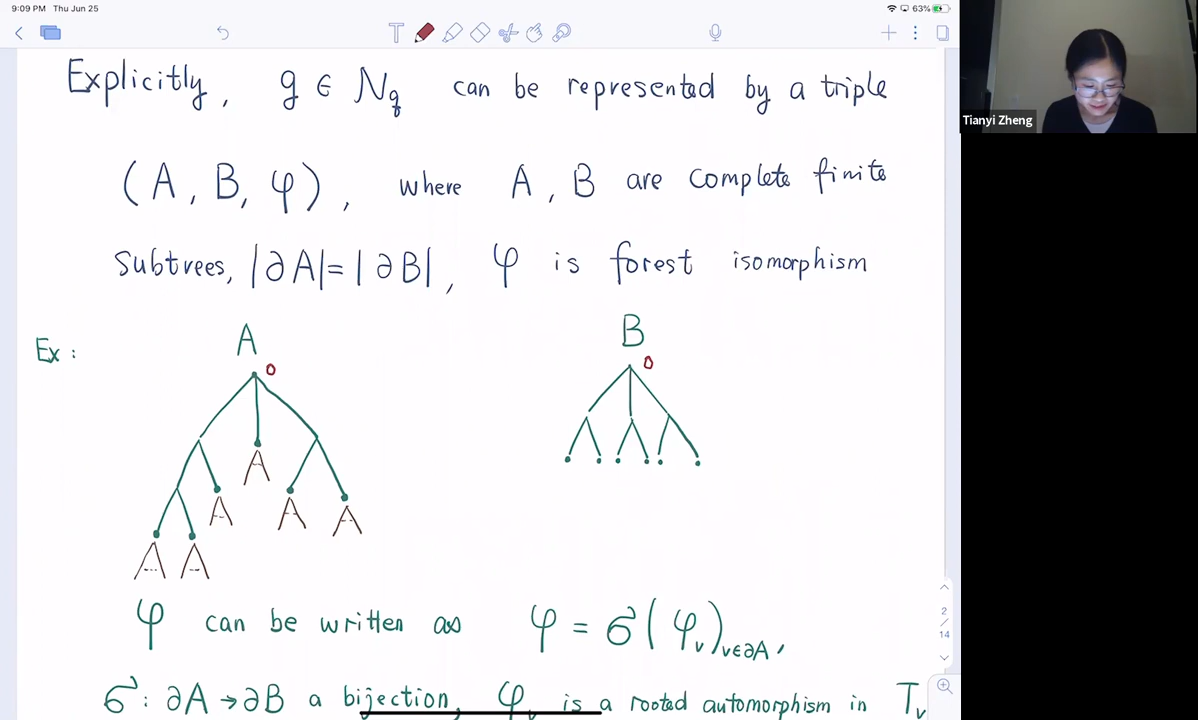 9:09 PM Thu Jun 25
63%
Tianyi Zheng
Explicitly, g ∈ N_q can be represented by a triple
(A, B, φ), where A, B are complete finite
subtrees, |∂A| = |∂B|, φ is forest isomorphism
Ex:
A
B
0
0
φ can be written as φ = σ(φ_v)_{v∈∂A},
σ: ∂A → ∂B a bijection, φ_v is a rooted automorphism in T_v
2
/
14